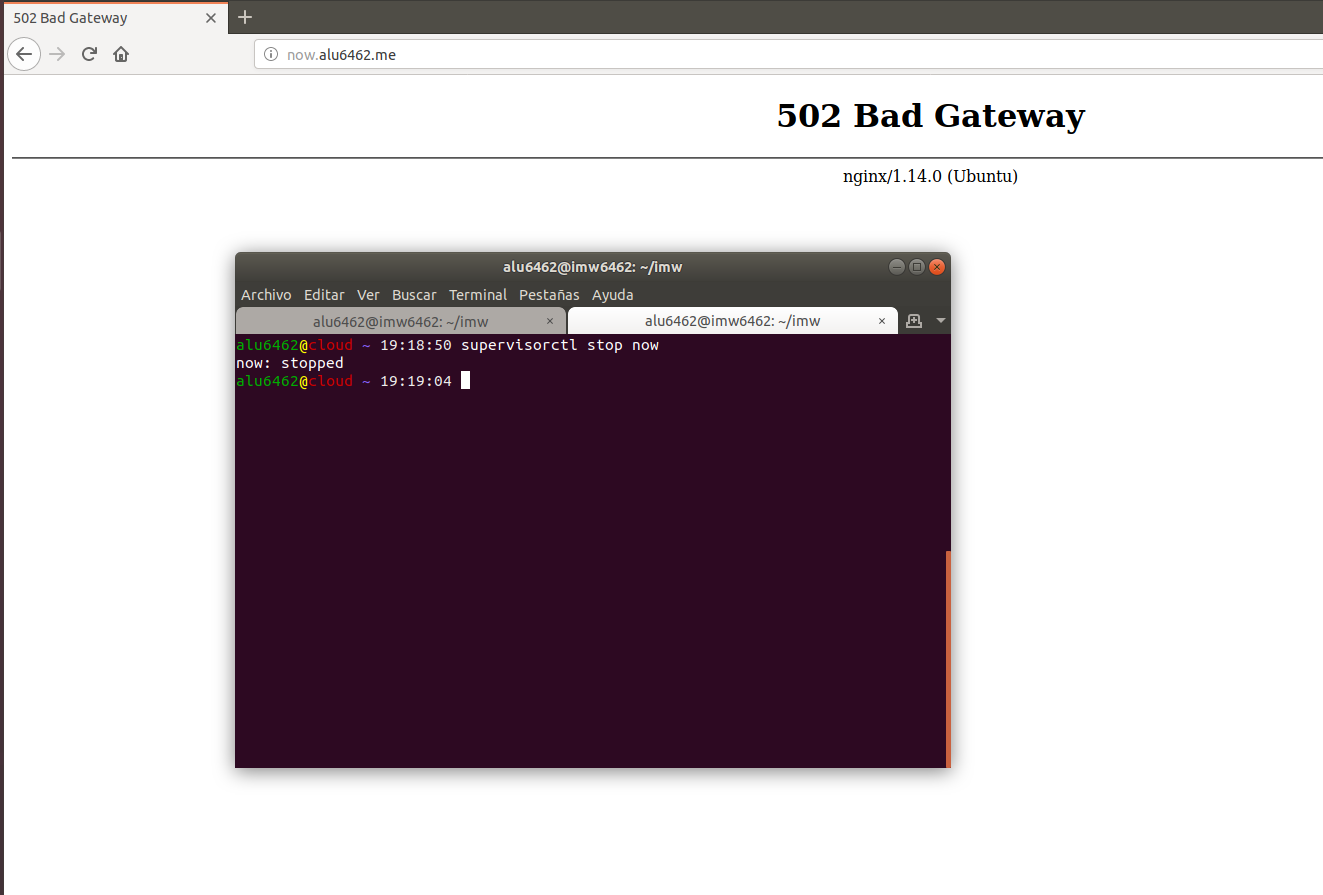 502 Bad Gateway
now.alu6462.me
502 Bad Gateway
nginx/1.14.0 (Ubuntu)
alu6462@imw6462: ~/imw
Archivo Editar Ver Buscar Terminal Pestañas Ayuda
alu6462@imw6462: ~/imw alu6462@imw6462: ~/imw
alu6462@cloud ~ 19:18:50 supervisorctl stop now
now: stopped
alu6462@cloud ~ 19:19:04